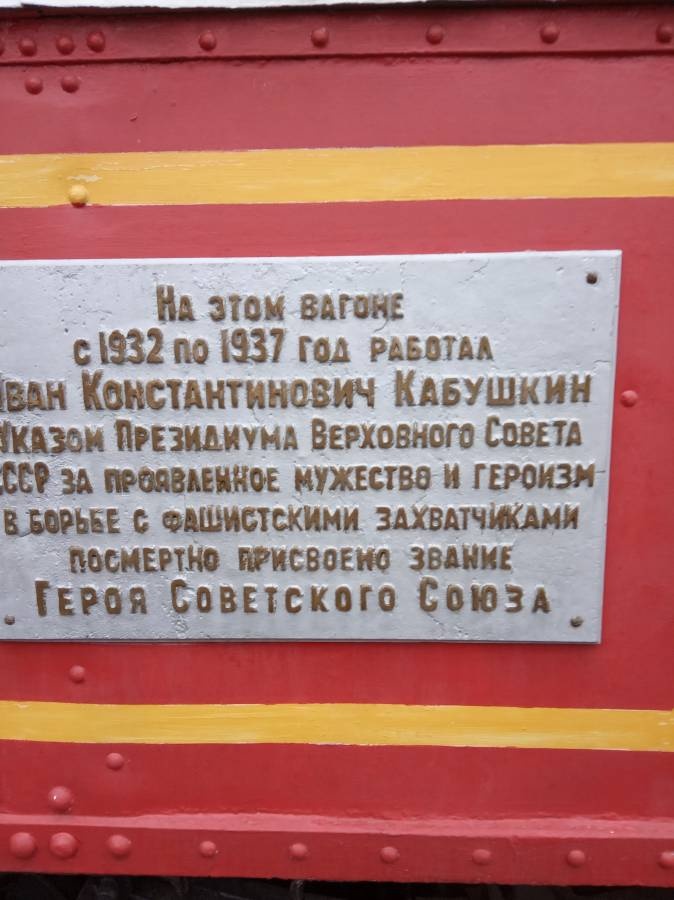 На этом вагоне
с 1932 по 1937 год работал
Иван Константинович Кабушкин
Указом Президиума Верховного Совета
СССР за проявленное мужество и героизм
в борьбе с фашистскими захватчиками
посмертно присвоено звание
Героя Советского Союза